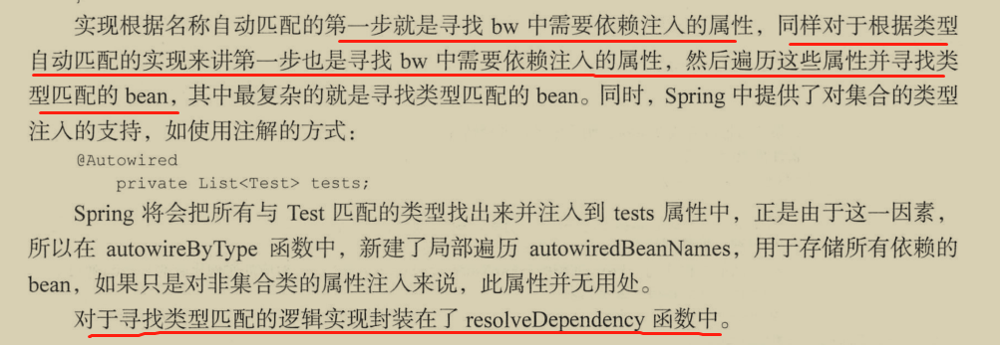 实现根据名称自动匹配的第一步就是寻找 bw 中需要依赖注入的属性，同样对于根据类型
自动匹配的实现来讲第一步也是寻找 bw 中需要依赖注入的属性，然后遍历这些属性并寻找类
型匹配的 bean，其中最复杂的就是寻找类型匹配的 bean。同时，Spring 中提供了对集合的类型
注入的支持，如使用注解的方式：
@Autowired
private List<Test> tests;
Spring 将会把所有与 Test 匹配的类型找出来并注入到 tests 属性中，正是由于这一因素，
所以在 autowireByType 函数中，新建了局部遍历 autowiredBeanNames，用于存储所有依赖的
bean，如果只是对非集合类的属性注入来说，此属性并无用处。
对于寻找类型匹配的逻辑实现封装在了 resolveDependency 函数中。